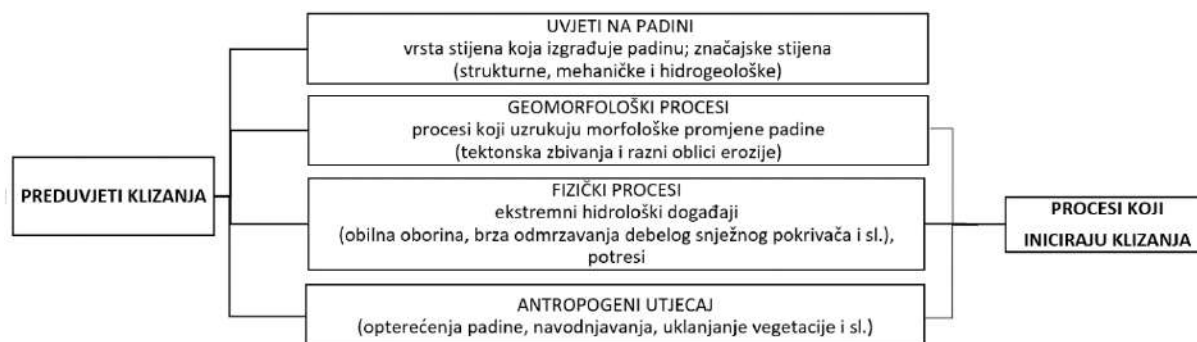 UVJETI NA PADINI
vrsta stijena koja izgrađuje padinu; značajske stijena
(strukturne, mehaničke i hidrogeološke)
GEOMORFOLOŠKI PROCESI
procesi koji uzrukuju morfološke promjene padine
(tektonska zbivanja i razni oblici erozije)
PREDUVJETI KLIZANJA
FIZIČKI PROCESI
ekstremni hidrološki događaji
(obilna oborina, brza odmrzavanja debelog snježnog pokrivača i sl.),
potresi
PROCESI KOJI
INICIRAJU KLIZANJA
ANTROPOGENI UTJECAJ
(opterećenja padine, navodnjavanja, uklanjanje vegetacije i sl.)